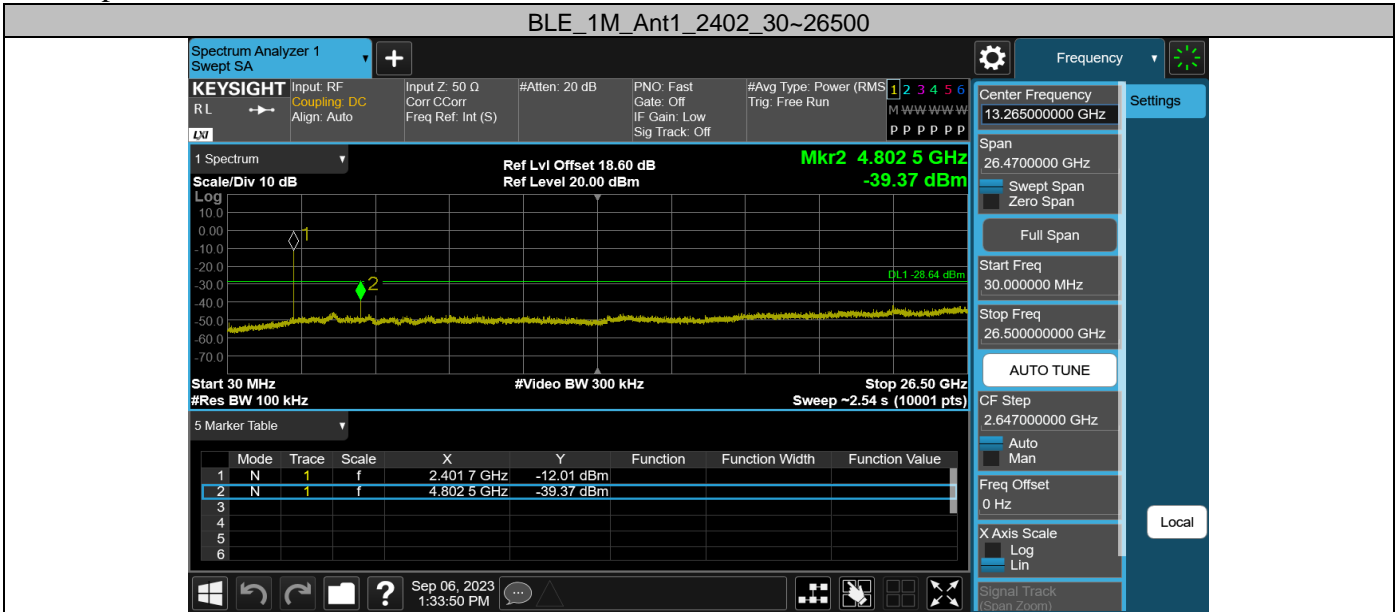 BLE_1M_Ant1_2402_30~26500
Spectrum Analyzer 1
Swept SA
+
Frequency
KEYSIGHT
RL
LXI
Input: RF
Coupling: DC
Align: Auto
Input Z: 50 Ω
Corr CCorr
Freq Ref: Int (S)
#Atten: 20 dB
PNO: Fast
Gate: Off
IF Gain: Low
Sig Track: Off
#Avg Type: Power (RMS
Trig: Free Run
1 2 3 4 5 6
M W W W W W
P P P P P P
1 Spectrum
Scale/Div 10 dB
Ref Lvl Offset 18.60 dB
Ref Level 20.00 dBm
Mkr2 4.802 5 GHz
-39.37 dBm
Log
10.0
0.00
-10.0
-20.0
-30.0
-40.0
-50.0
-60.0
-70.0
1
2
DL1 -28.64 dBm
Start 30 MHz
#Video BW 300 kHz
Stop 26.50 GHz
#Res BW 100 kHz
Sweep ~2.54 s (10001 pts)
5 Marker Table
Mode Trace Scale X Y Function Function Width Function Value
1 N 1 f 2.401 7 GHz -12.01 dBm
2 N 1 f 4.802 5 GHz -39.37 dBm
3
4
5
6
?
Sep 06, 2023
1:33:50 PM
Center Frequency
13.265000000 GHz
Span
26.4700000 GHz
Swept Span
Zero Span
Full Span
Start Freq
30.000000 MHz
Stop Freq
26.500000000 GHz
AUTO TUNE
CF Step
2.647000000 GHz
Auto
Man
Freq Offset
0 Hz
X Axis Scale
Log
Lin
Signal Track
(Span Zoom)
Settings
Local